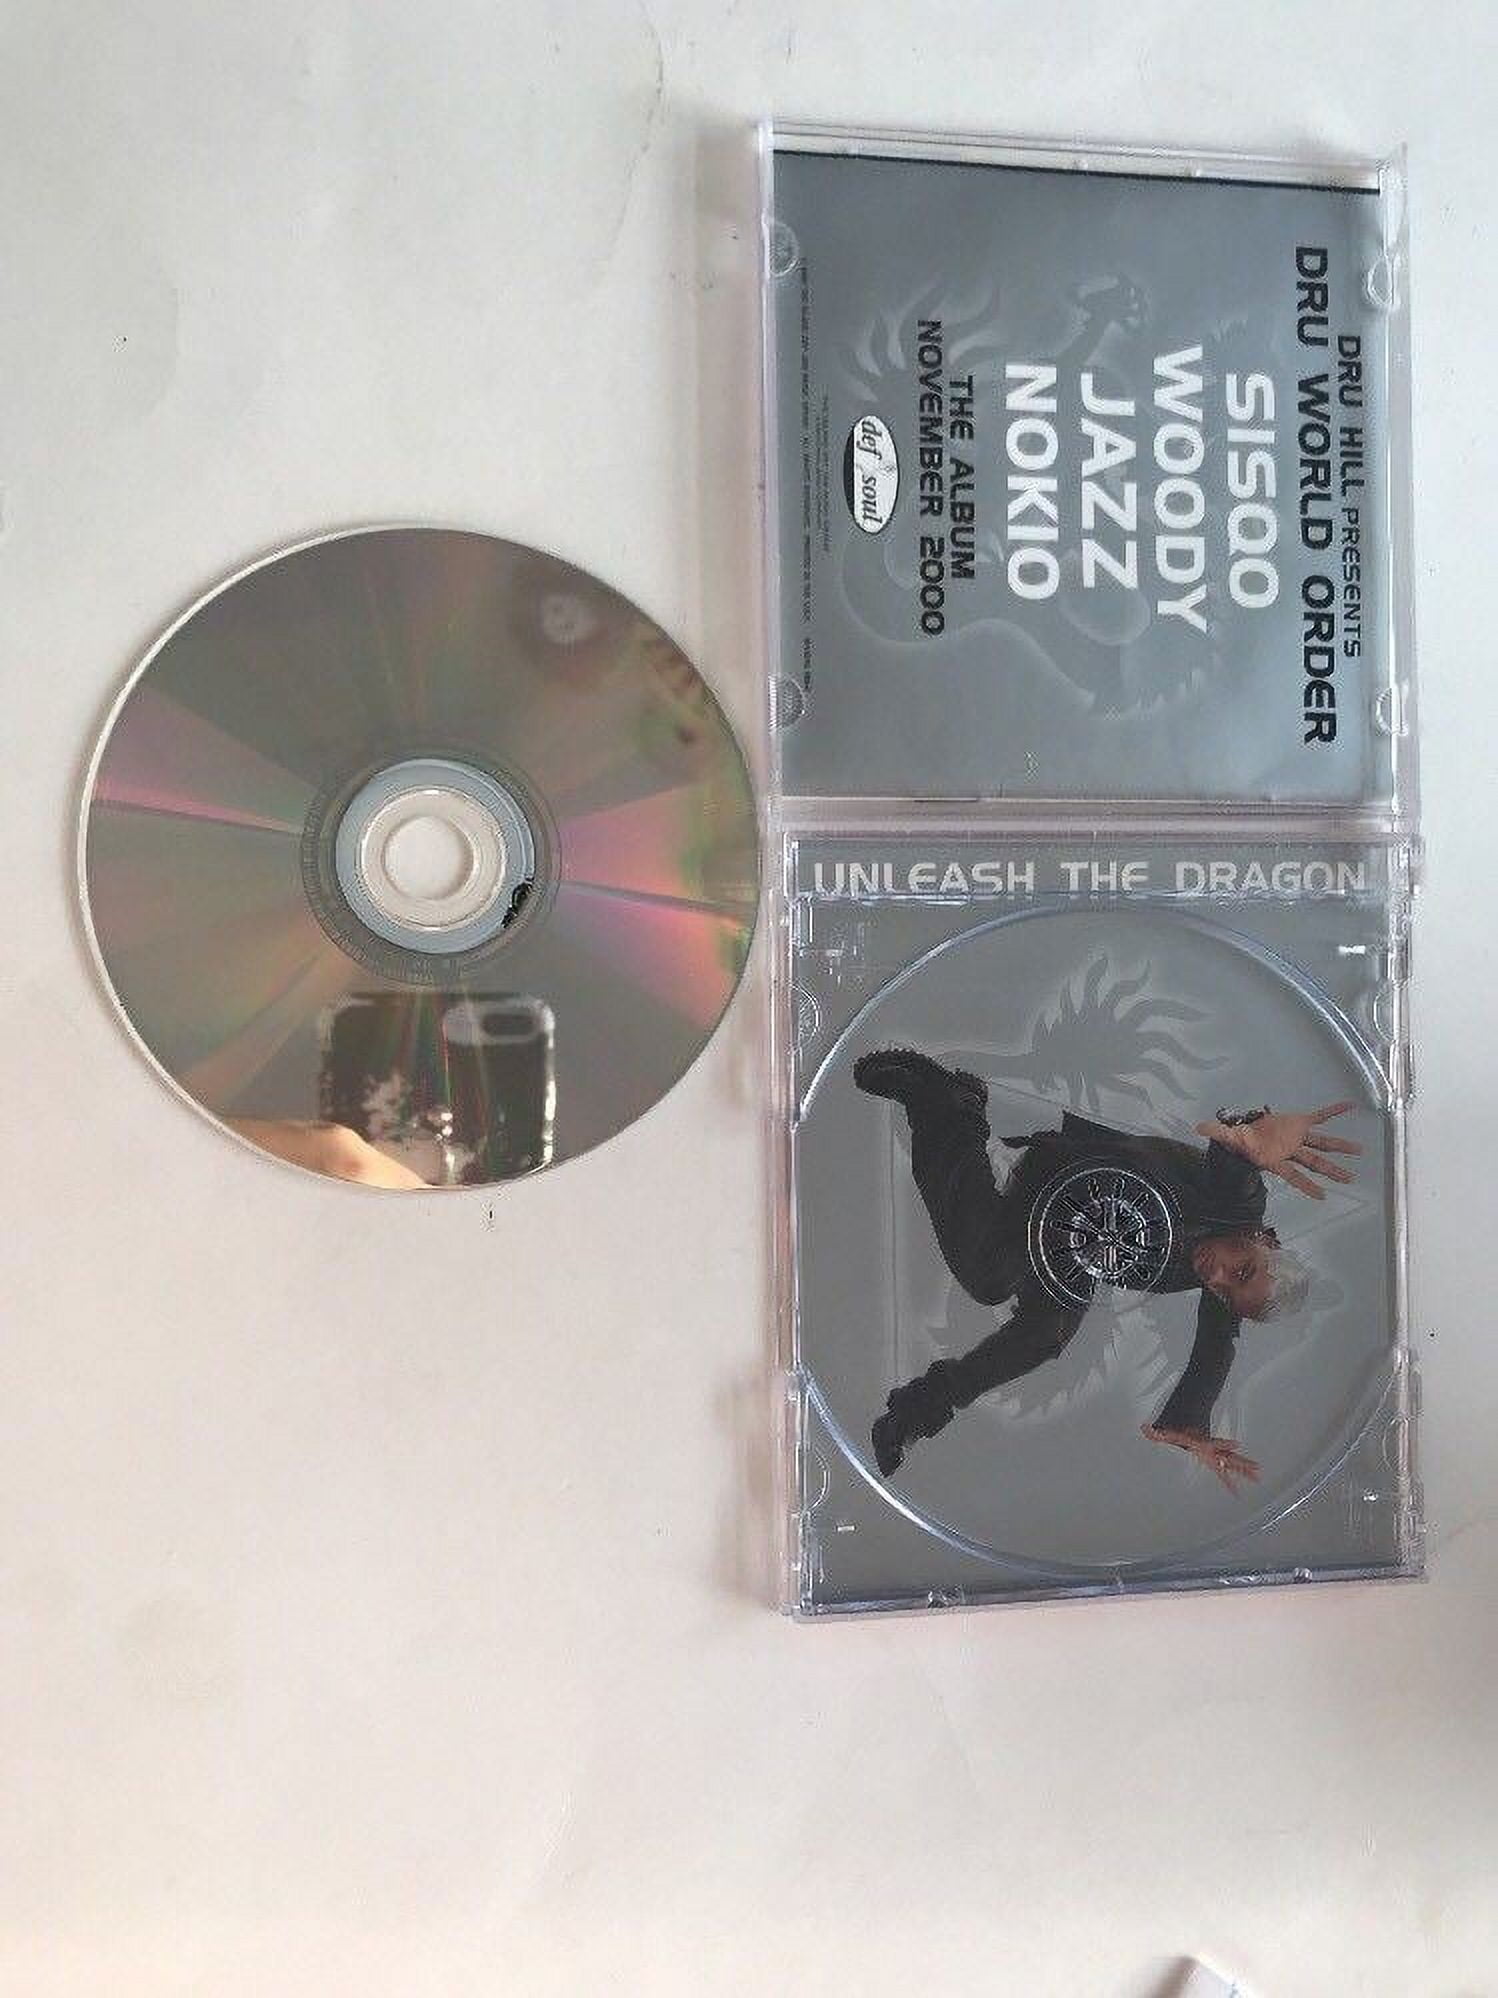 DRU HILL PRESENTS
DRU WORLD ORDER
SISQO
WOODY
JAZZ
NOKIO
THE ALBUM
NOVEMBER 2000
def soul
UNLEASH THE DRAGON